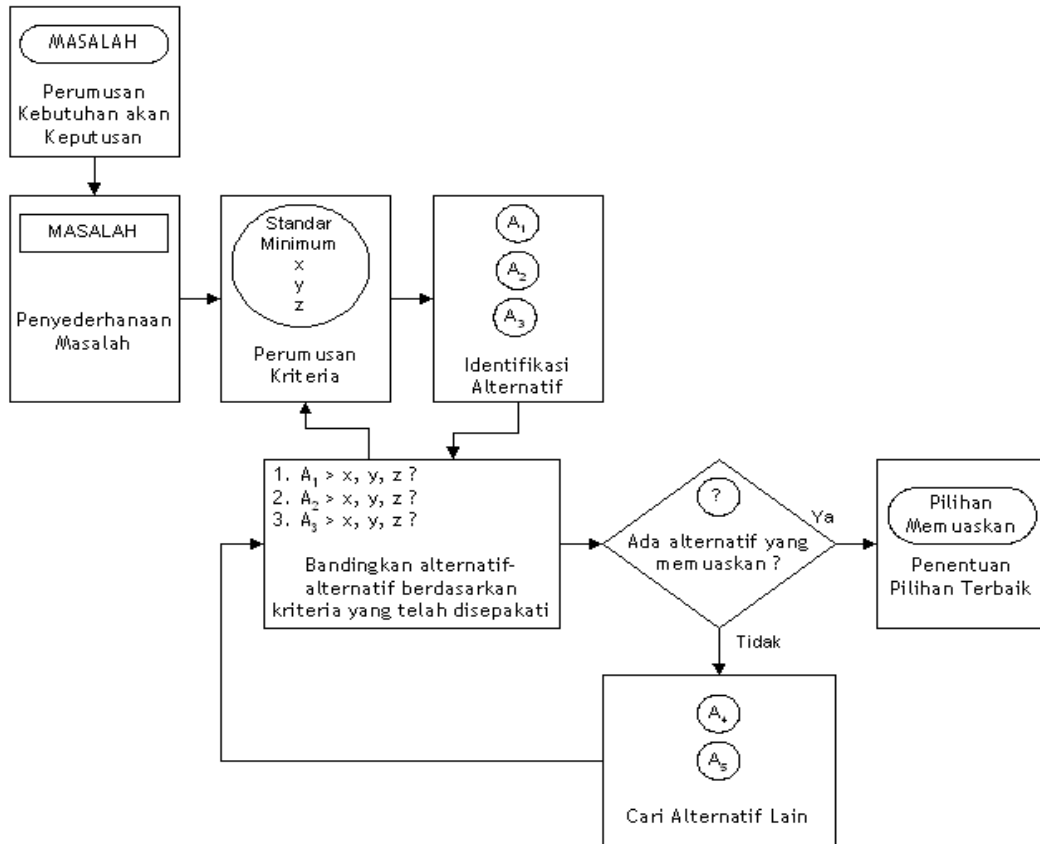 MASALAH
Perumusan
Kebutuhan akan
Keputusan
MASALAH
Penyederhanaan
Masalah
Standar
Minimum
x
y
z
Perumusan
Kriteria
A₁
A₂
A₃
Identifikasi
Alternatif
1. A₁ > x, y, z ?
2. A₂ > x, y, z ?
3. A₃ > x, y, z ?
Bandingkan alternatif-
alternatif berdasarkan
kriteria yang telah disepakati
?
Ada alternatif yang
memuaskan ?
Ya
Pilihan
Memuaskan
Penentuan
Pilihan Terbaik
Tidak
A₄
A₅
Cari Alternatif Lain